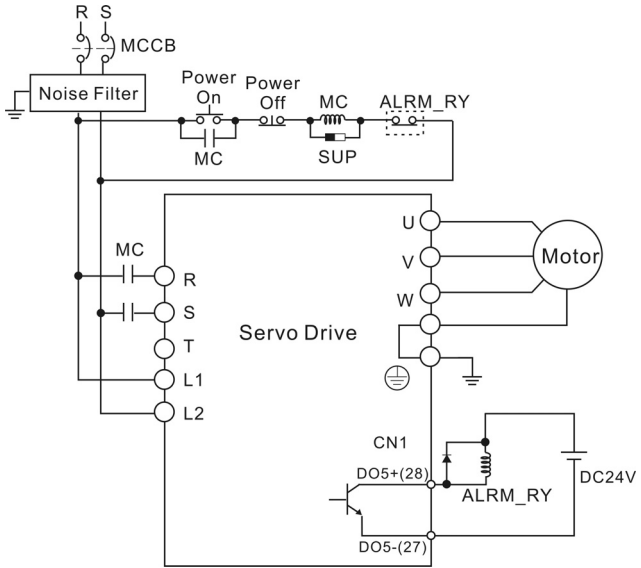 R S
MCCB
Noise Filter
Power On
Power Off
MC
ALRM_RY
MC
SUP
MC
R
S
T
L1
L2
Servo Drive
U
V
W
Motor
CN1
DO5+(28)
DO5-(27)
ALRM_RY
DC24V